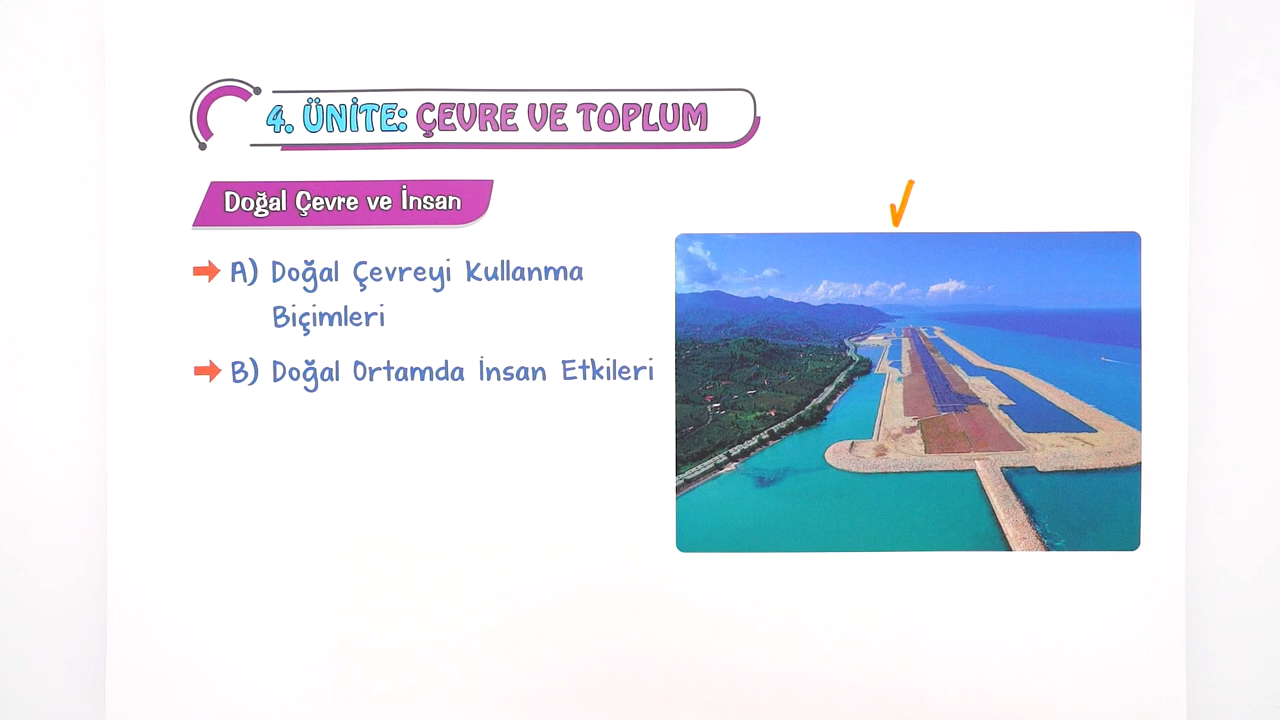 4. ÜNİTE: ÇEVRE VE TOPLUM
Doğal Çevre ve İnsan
A) Doğal Çevreyi Kullanma
Biçimleri
B) Doğal Ortamda İnsan Etkileri